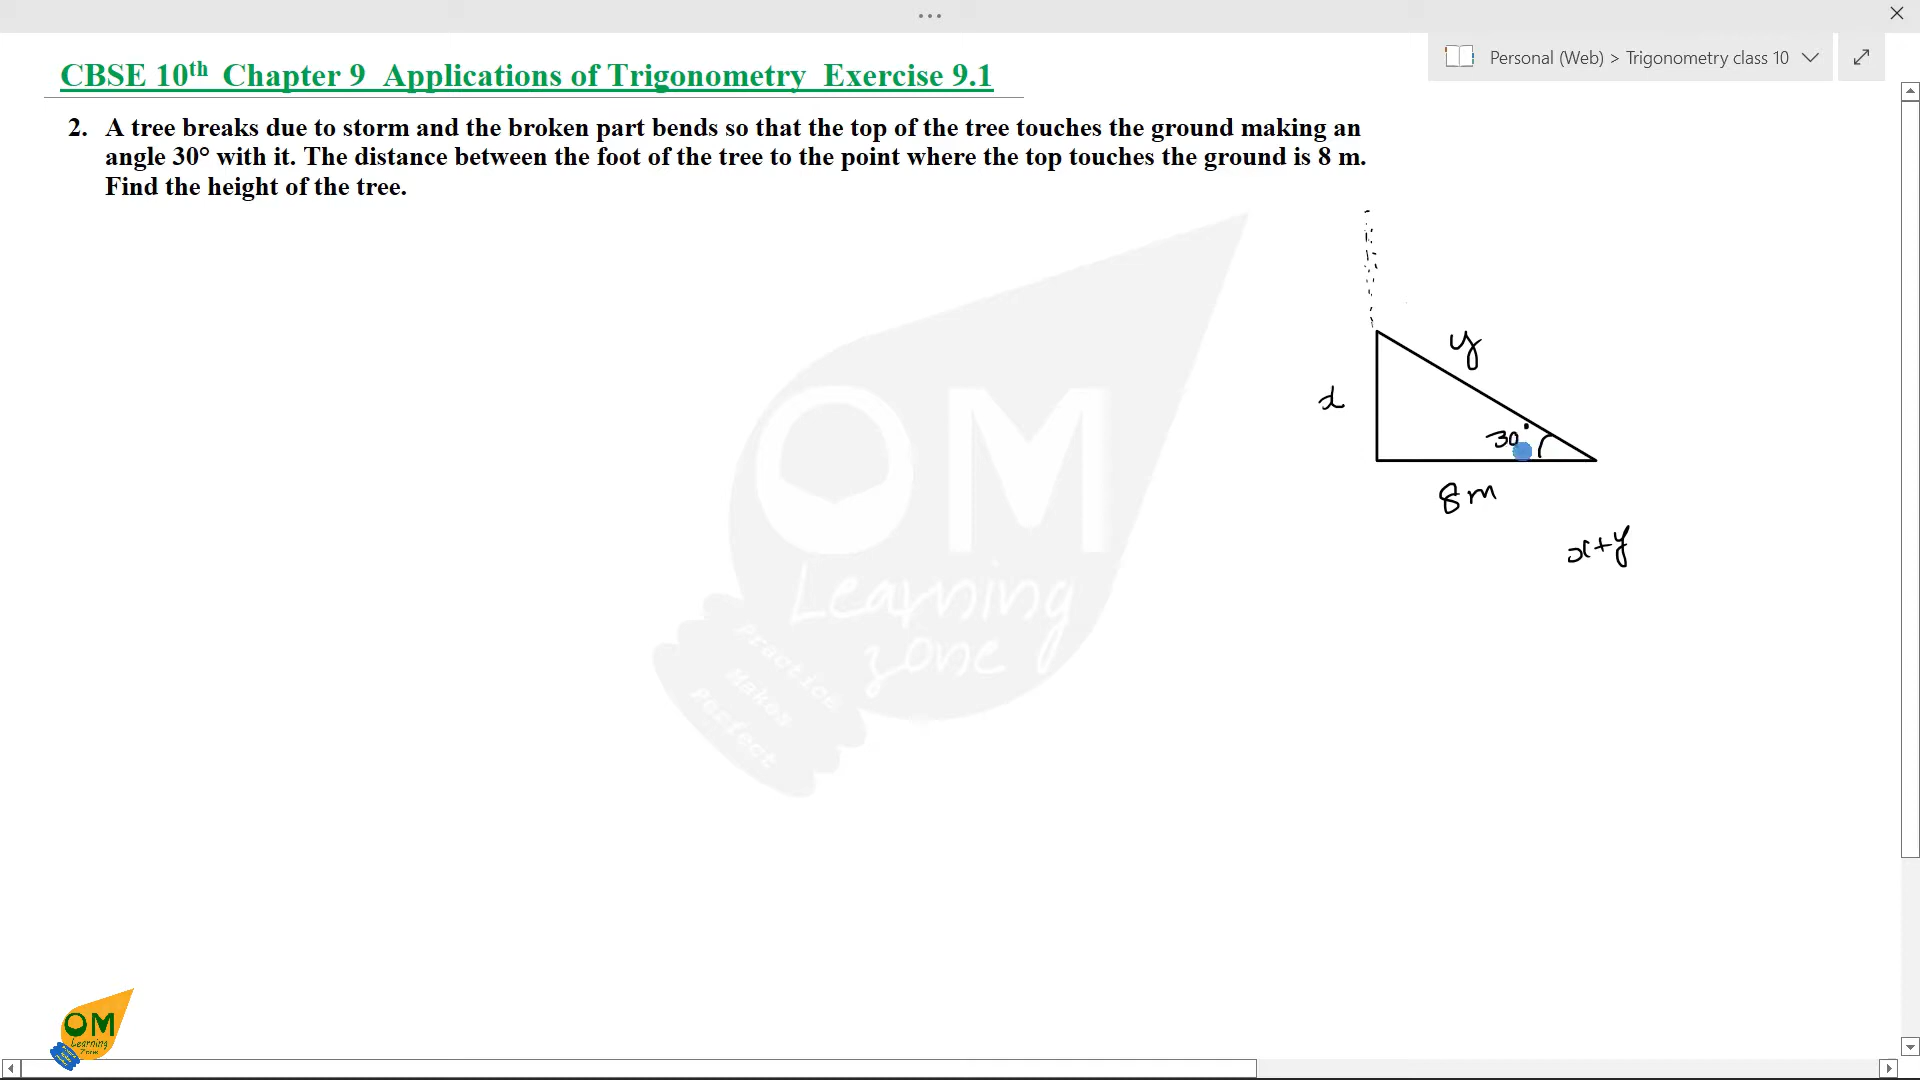 Personal (Web) > Trigonometry class 10
CBSE 10th Chapter 9 Applications of Trigonometry Exercise 9.1
2. A tree breaks due to storm and the broken part bends so that the top of the tree touches the ground making an
angle 30° with it. The distance between the foot of the tree to the point where the top touches the ground is 8 m.
Find the height of the tree.
y
x
30°
8m
x+y
OM
Learning
zone
Practice
Makes
Perfect
OM
Learning
Zone